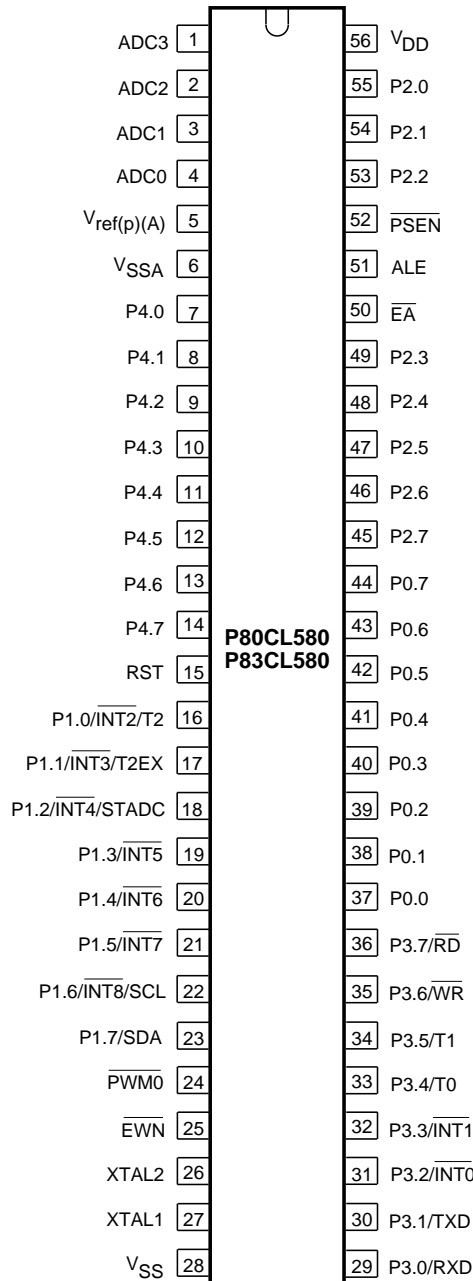 ADC3 1 56 VDD
ADC2 2 55 P2.0
ADC1 3 54 P2.1
ADC0 4 53 P2.2
Vref(p)(A) 5 52 PSEN
VSSA 6 51 ALE
P4.0 7 50 EA
P4.1 8 49 P2.3
P4.2 9 48 P2.4
P4.3 10 47 P2.5
P4.4 11 46 P2.6
P4.5 12 45 P2.7
P4.6 13 44 P0.7
P4.7 14 43 P0.6
P80CL580
P83CL580
RST 15 42 P0.5
P1.0/INT2/T2 16 41 P0.4
P1.1/INT3/T2EX 17 40 P0.3
P1.2/INT4/STADC 18 39 P0.2
P1.3/INT5 19 38 P0.1
P1.4/INT6 20 37 P0.0
P1.5/INT7 21 36 P3.7/RD
P1.6/INT8/SCL 22 35 P3.6/WR
P1.7/SDA 23 34 P3.5/T1
PWM0 24 33 P3.4/T0
EWN 25 32 P3.3/INT1
XTAL2 26 31 P3.2/INT0
XTAL1 27 30 P3.1/TXD
VSS 28 29 P3.0/RXD